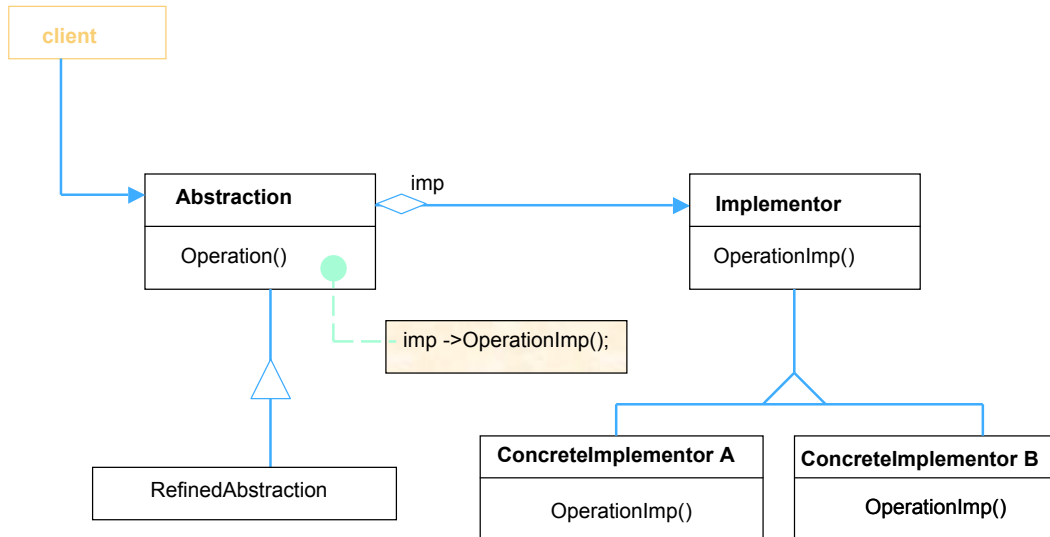 client
imp
Abstraction
Implementor
Operation()
OperationImp()
imp ->OperationImp();
ConcreteImplementor A
ConcreteImplementor B
RefinedAbstraction
OperationImp()
OperationImp()